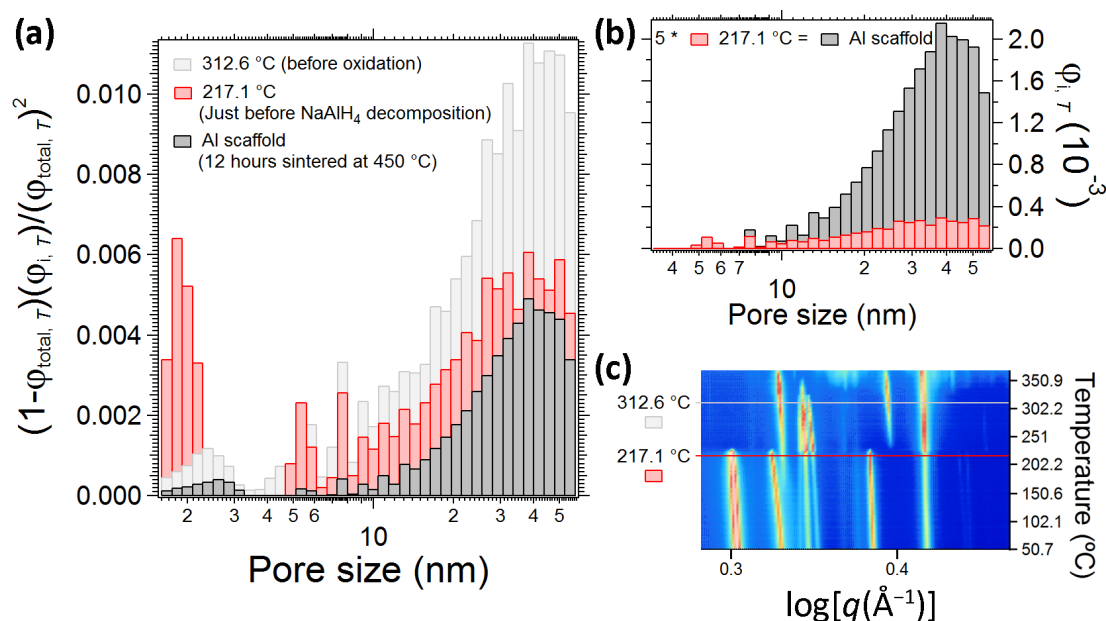 (a)
(1-φtotal, T)(φi, T)/(φtotal, T)²
0.010
0.008
0.006
0.004
0.002
0.000
312.6 °C (before oxidation)
217.1 °C
(Just before NaAlH₄ decomposition)
Al scaffold
(12 hours sintered at 450 °C)
2 3 4 5 6 10 2 3 4 5
Pore size (nm)
(b)
5 * 217.1 °C = Al scaffold
2.0
1.6
1.2
0.8
0.4
0.0
φi, T (10⁻³)
4 5 6 7 10 2 3 4 5
Pore size (nm)
(c)
312.6 °C
217.1 °C
350.9
302.2
251
202.2
150.6
102.1
50.7
Temperature (ºC)
0.3 0.4
log[q(Å⁻¹)]